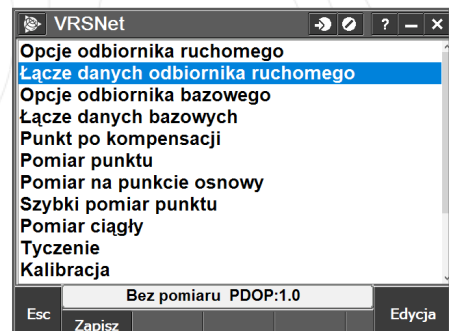 VRSNet
? — ×
Opcje odbiornika ruchomego
Łącze danych odbiornika ruchomego
Opcje odbiornika bazowego
Łącze danych bazowych
Punkt po kompensacji
Pomiar punktu
Pomiar na punkcie osnowy
Szybki pomiar punktu
Pomiar ciągły
Tyczenie
Kalibracja
Bez pomiaru PDOP:1.0
Esc
Zapisz
Edycja